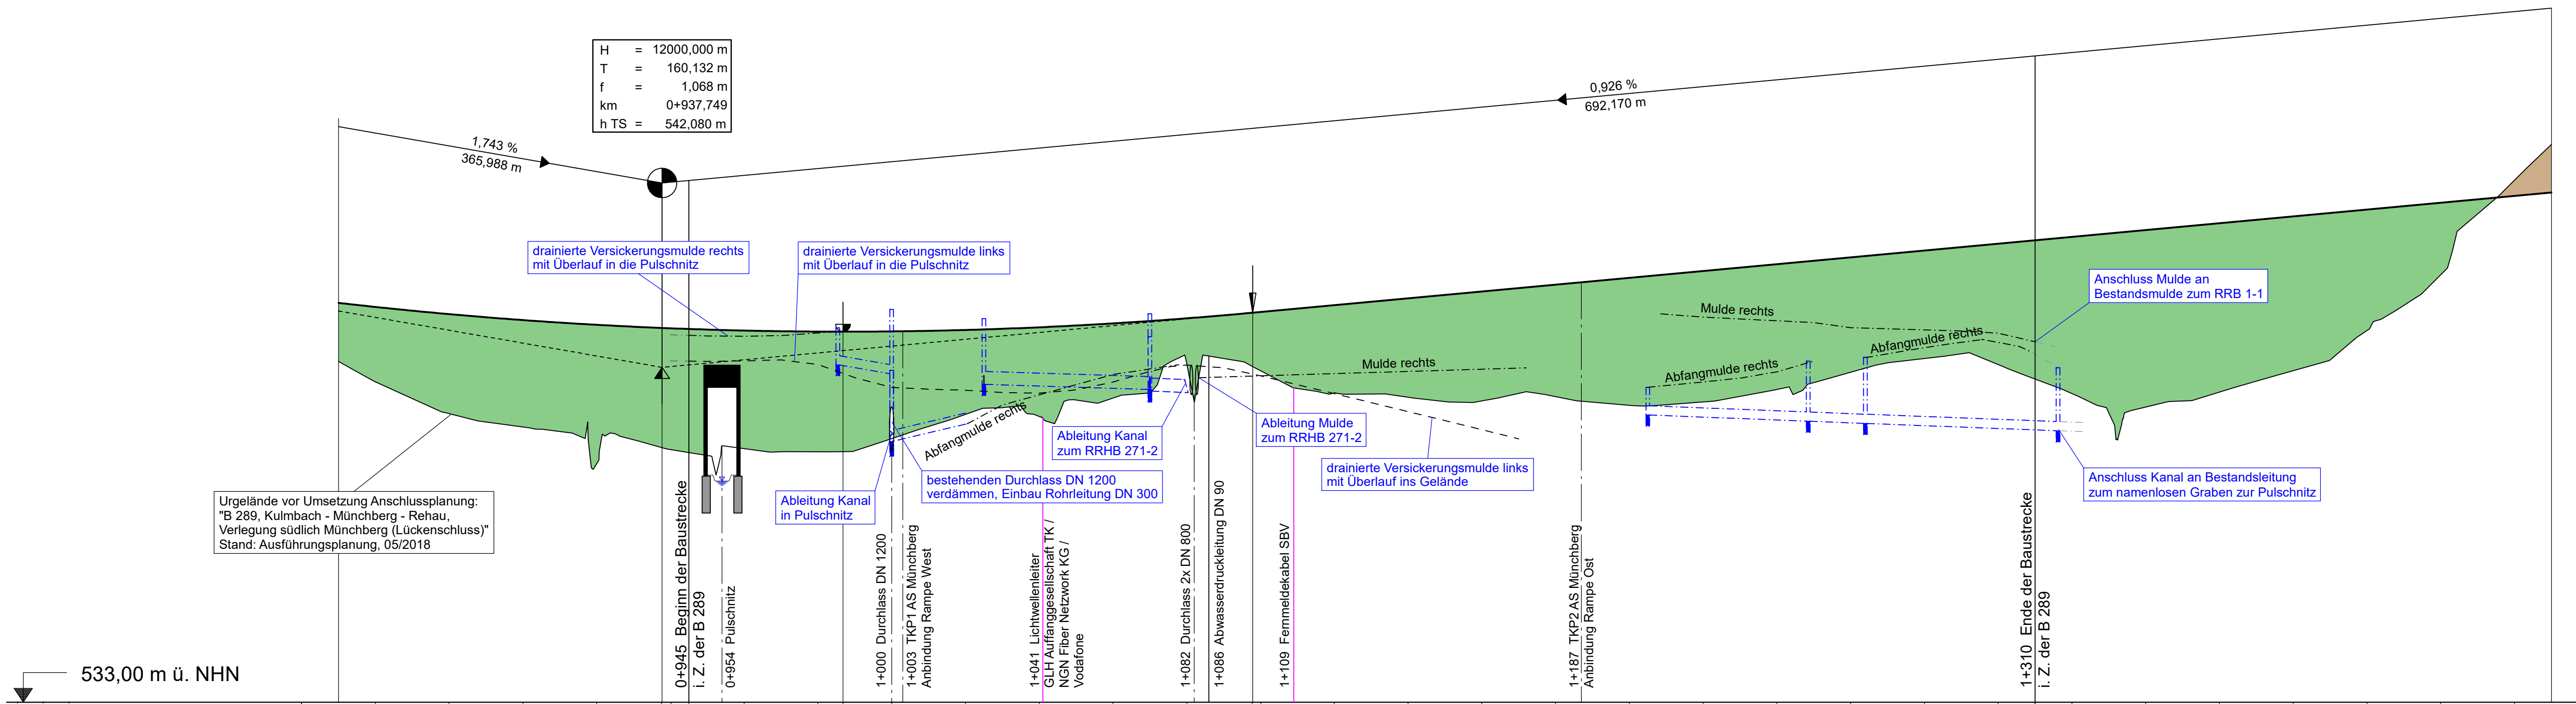 H = 12000,000 m
T = 160,132 m
f = 1,068 m
km 0+937,749
h TS = 542,080 m
0,926 %
692,170 m
1,743 %
365,988 m
drainierte Versickerungsmulde rechts
mit Überlauf in die Pulschnitz
drainierte Versickerungsmulde links
mit Überlauf in die Pulschnitz
Anschluss Mulde an
Bestandsmulde zum RRB 1-1
Mulde rechts
Abfangmulde rechts
Mulde rechts
Abfangmulde rechts
Abfangmulde rechts
Ableitung Mulde
zum RRHB 271-2
Ableitung Kanal
zum RRHB 271-2
drainierte Versickerungsmulde links
mit Überlauf ins Gelände
bestehenden Durchlass DN 1200
verdämmen, Einbau Rohrleitung DN 300
Anschluss Kanal an Bestandsleitung
zum namenlosen Graben zur Pulschnitz
Ableitung Kanal
in Pulschnitz
Urgelände vor Umsetzung Anschlussplanung:
"B 289, Kulmbach - Münchberg - Rehau,
Verlegung südlich Münchberg (Lückenschluss)"
Stand: Ausführungsplanung, 05/2018
0+945 Beginn der Baustrecke
i. Z. der B 289
0+954 Pulschnitz
1+000 Durchlass DN 1200
1+003 TKP1 AS Münchberg
Anbindung Rampe West
1+041 Lichtwellenleiter
GLH Auffanggesellschaft TK /
NGN Fiber Netzwork KG /
Vodafone
1+082 Durchlass 2x DN 800
1+086 Abwasserdruckleitung DN 90
1+109 Fernmeldekabel SBV
1+187 TKP2 AS Münchberg
Anbindung Rampe Ost
1+310 Ende der Baustrecke
i. Z. der B 289
533,00 m ü. NHN